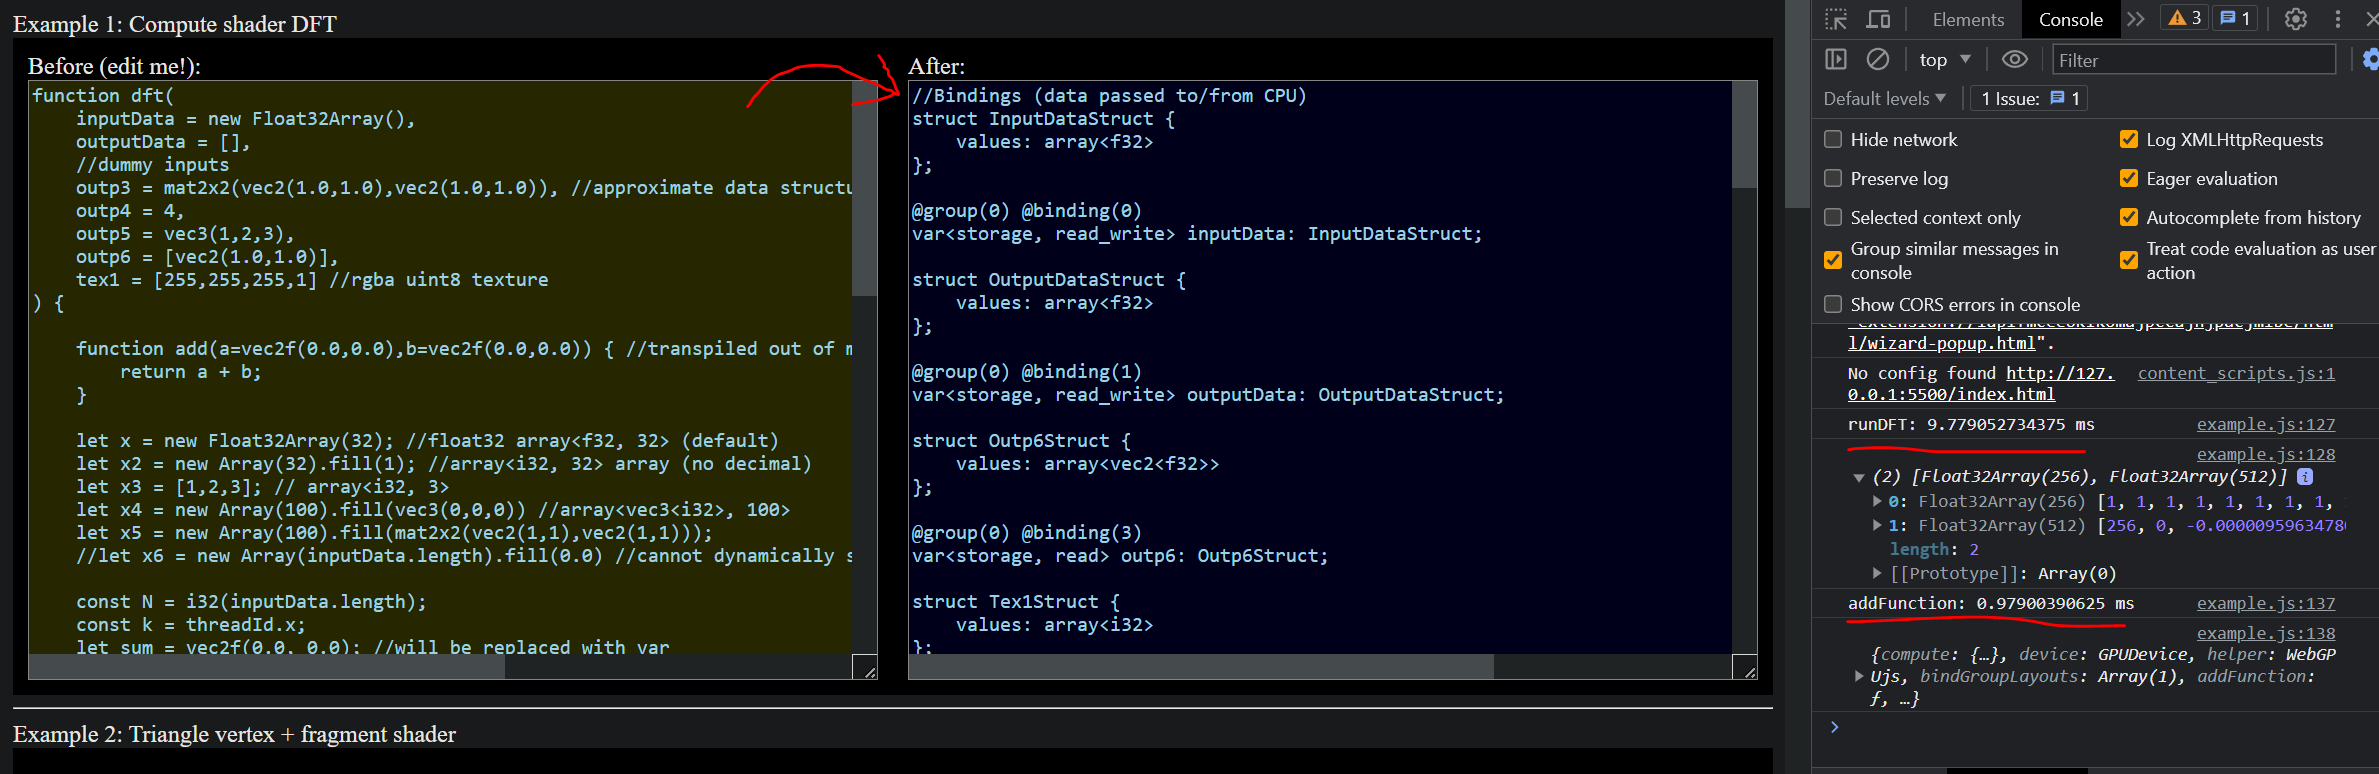 Example 1: Compute shader DFT
Before (edit me!):
function dft(
inputData = new Float32Array(),
outputData = [],
//dummy inputs
outp3 = mat2x2(vec2(1.0,1.0),vec2(1.0,1.0)), //approximate data structu
outp4 = 4,
outp5 = vec3(1,2,3),
outp6 = [vec2(1.0,1.0)],
tex1 = [255,255,255,1] //rgba uint8 texture
) {
function add(a=vec2f(0.0,0.0),b=vec2f(0.0,0.0)) { //transpiled out of m
return a + b;
}
let x = new Float32Array(32); //float32 array<f32, 32> (default)
let x2 = new Array(32).fill(1); //array<i32, 32> array (no decimal)
let x3 = [1,2,3]; // array<i32, 3>
let x4 = new Array(100).fill(vec3(0,0,0)) //array<vec3<i32>, 100>
let x5 = new Array(100).fill(mat2x2(vec2(1,1),vec2(1,1)));
//let x6 = new Array(inputData.length).fill(0.0) //cannot dynamically s
const N = i32(inputData.length);
const k = threadId.x;
let sum = vec2f(0.0, 0.0); //will be replaced with var
After:
//Bindings (data passed to/from CPU)
struct InputDataStruct {
values: array<f32>
};
@group(0) @binding(0)
var<storage, read_write> inputData: InputDataStruct;
struct OutputDataStruct {
values: array<f32>
};
@group(0) @binding(1)
var<storage, read_write> outputData: OutputDataStruct;
struct Outp6Struct {
values: array<vec2<f32>>
};
@group(0) @binding(3)
var<storage, read> outp6: Outp6Struct;
struct Tex1Struct {
values: array<i32>
};
Example 2: Triangle vertex + fragment shader
Elements Console 3 1
top Filter
Default levels 1 Issue: 1
Hide network Log XMLHttpRequests
Preserve log Eager evaluation
Selected context only Autocomplete from history
Group similar messages in console Treat code evaluation as user action
Show CORS errors in console
l/wizard-popup.html".
No config found http://127. content_scripts.js:1
0.0.1:5500/index.html
runDFT: 9.779052734375 ms example.js:127
example.js:128
(2) [Float32Array(256), Float32Array(512)] i
0: Float32Array(256) [1, 1, 1, 1, 1, 1, 1, 1,
1: Float32Array(512) [256, 0, -0.0000095963478
length: 2
[[Prototype]]: Array(0)
addFunction: 0.97900390625 ms example.js:137
example.js:138
{compute: {…}, device: GPUDevice, helper: WebGP
Ujs, bindGroupLayouts: Array(1), addFunction:
f, …}